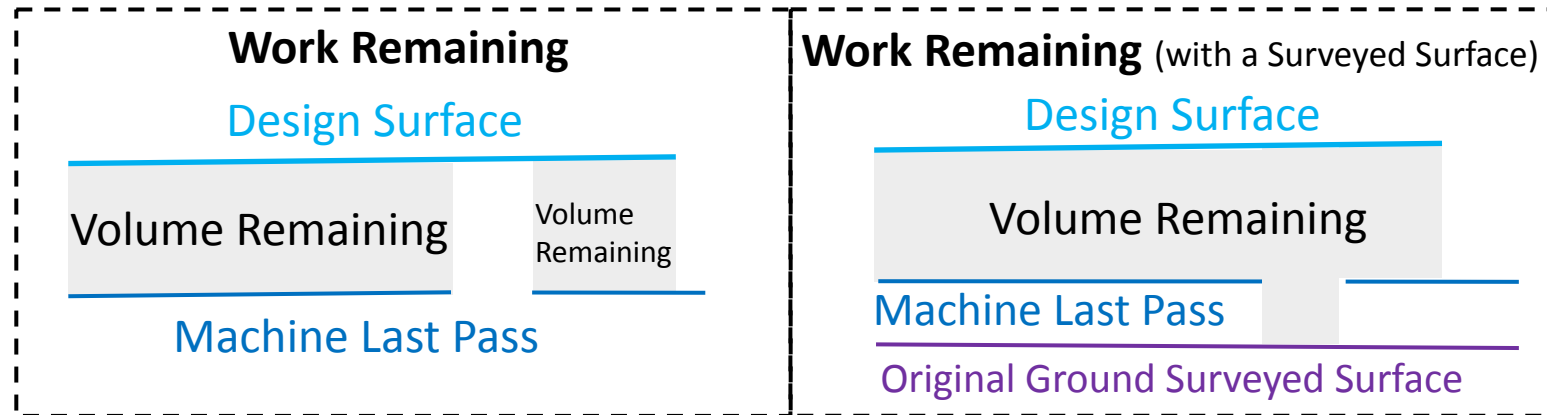 Work Remaining
Design Surface
Volume Remaining
Volume
Remaining
Machine Last Pass
Work Remaining (with a Surveyed Surface)
Design Surface
Volume Remaining
Machine Last Pass
Original Ground Surveyed Surface